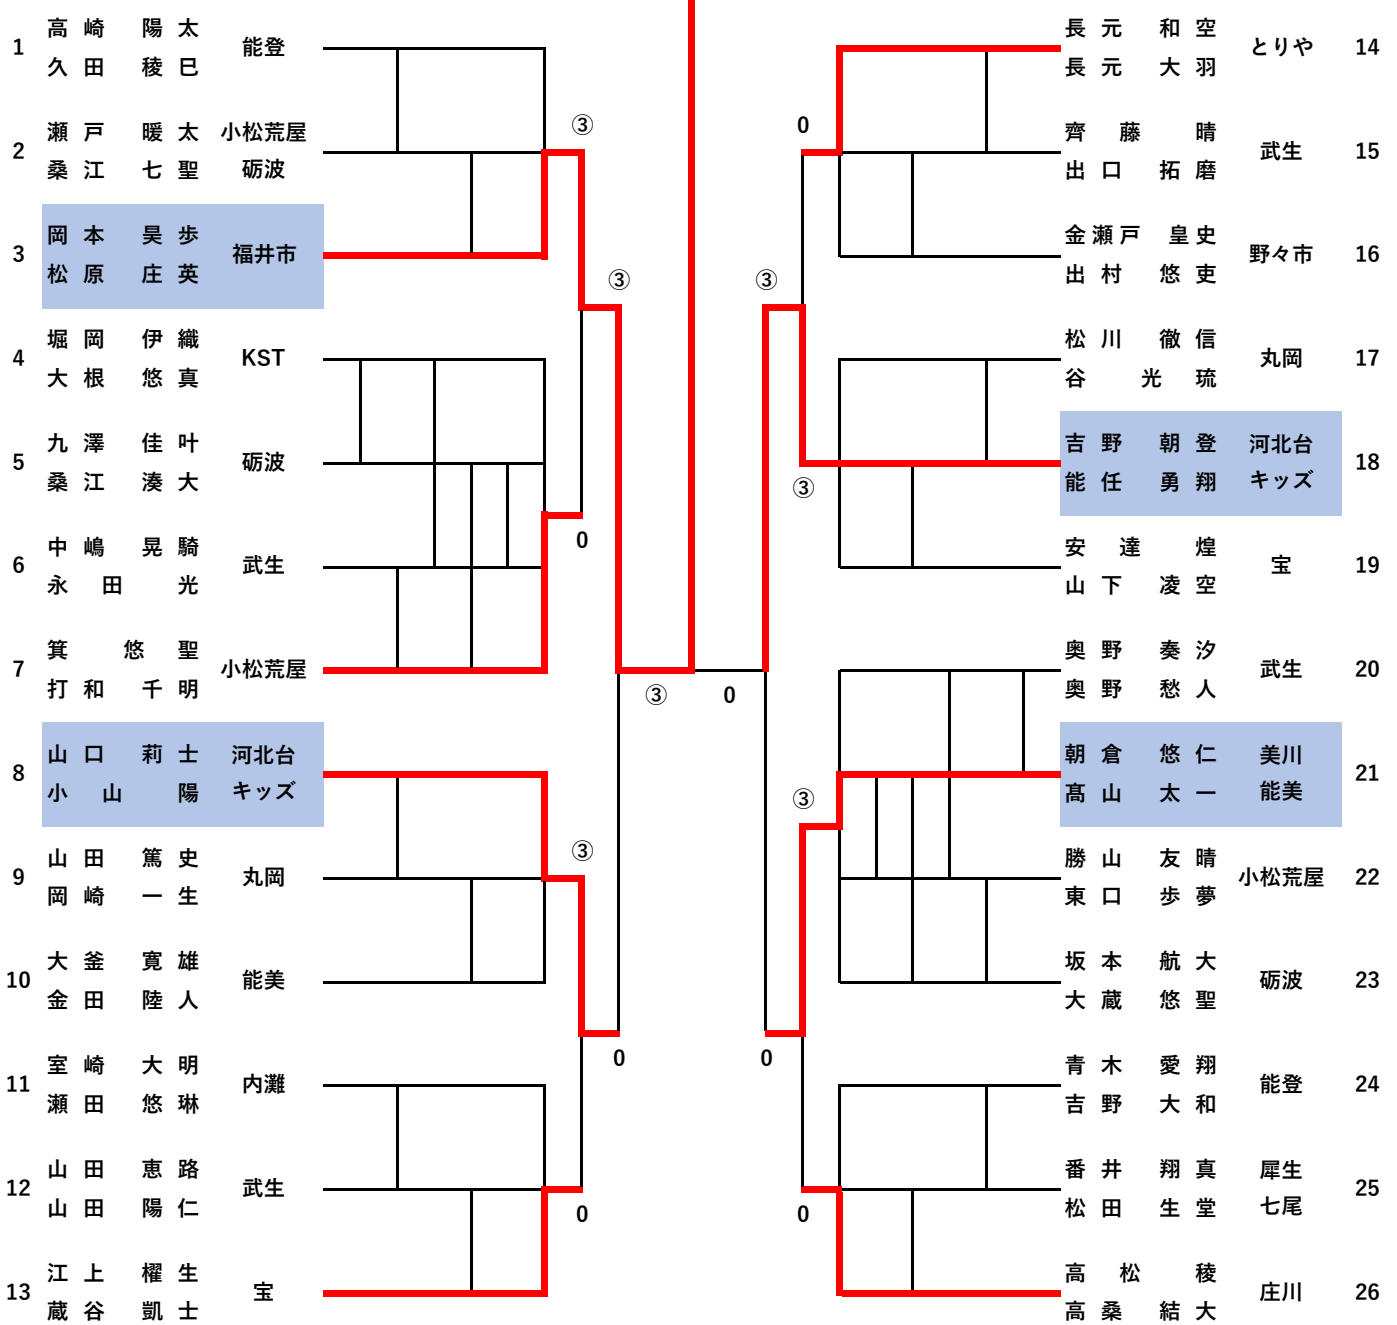 高崎 陽太
1 能登
久田 稜巳
瀬戸 暖太 小松荒屋
2
桑江 七聖 砺波
岡本 昊歩
3 福井市
松原 庄英
堀岡 伊織
4 KST
大根 悠真
九澤 佳叶
5 砺波
桑江 湊大
中嶋 晃騎
6 武生
永田 光
箕 悠聖
7 小松荒屋
打和 千明
山口 莉士 河北台
8
小山 陽 キッズ
山田 篤史
9 丸岡
岡崎 一生
大釜 寛雄
10 能美
金田 陸人
室崎 大明
11 内灘
瀬田 悠琳
山田 恵路
12 武生
山田 陽仁
江上 櫂生
13 宝
蔵谷 凱士
③
③
0
③
0
③
0
0
0
③
③
③
0
0
0
長元 和空
とりや 14
長元 大羽
齊藤 晴
武生 15
出口 拓磨
金瀬戸 皇史
野々市 16
出村 悠吏
松川 徹信
丸岡 17
谷 光琉
吉野 朝登 河北台
18
能任 勇翔 キッズ
安達 煌
宝 19
山下 凌空
奥野 奏汐
武生 20
奥野 愁人
朝倉 悠仁 美川
21
髙山 太一 能美
勝山 友晴
小松荒屋 22
東口 歩夢
坂本 航大
砺波 23
大蔵 悠聖
青木 愛翔
能登 24
吉野 大和
番井 翔真 犀生
25
松田 生堂 七尾
高松 稜
庄川 26
高桑 結大